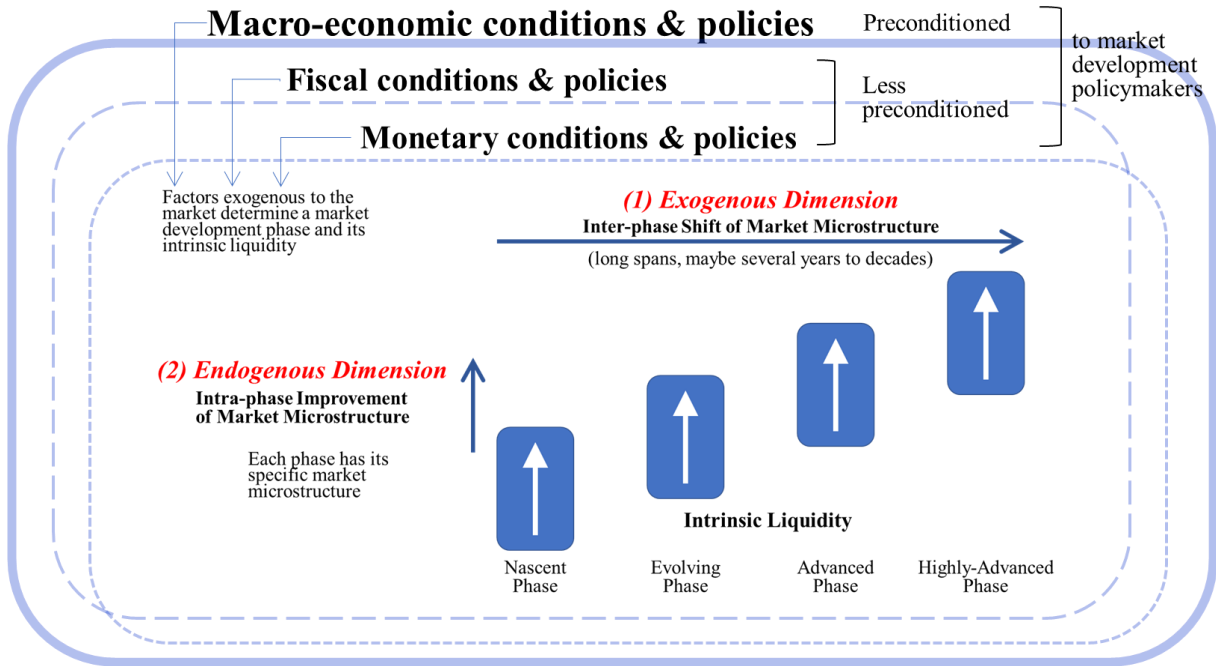 Macro-economic conditions & policies
Preconditioned
to market
development
policymakers
Fiscal conditions & policies
Less
preconditioned
Monetary conditions & policies
Factors exogenous to the
market determine a market
development phase and its
intrinsic liquidity
(1) Exogenous Dimension
Inter-phase Shift of Market Microstructure
(long spans, maybe several years to decades)
(2) Endogenous Dimension
Intra-phase Improvement
of Market Microstructure
Each phase has its
specific market
microstructure
Intrinsic Liquidity
Nascent
Phase
Evolving
Phase
Advanced
Phase
Highly-Advanced
Phase